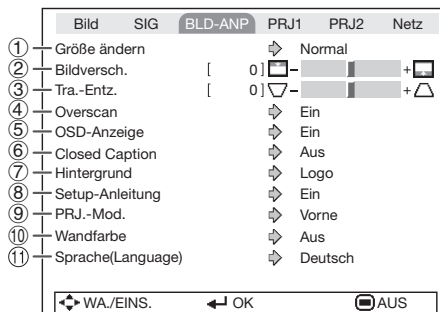 Bild SIG BLD-ANP PRJ1 PRJ2 Netz
① Größe ändern Normal
② Bildversch. [ 0] - +
③ Tra.-Entz. [ 0] - +
④ Overscan Ein
⑤ OSD-Anzeige Ein
⑥ Closed Caption Aus
⑦ Hintergrund Logo
⑧ Setup-Anleitung Ein
⑨ PRJ.-Mod. Vorne
⑩ Wandfarbe Aus
⑪ Sprache(Language) Deutsch
WA./EINS. OK AUS